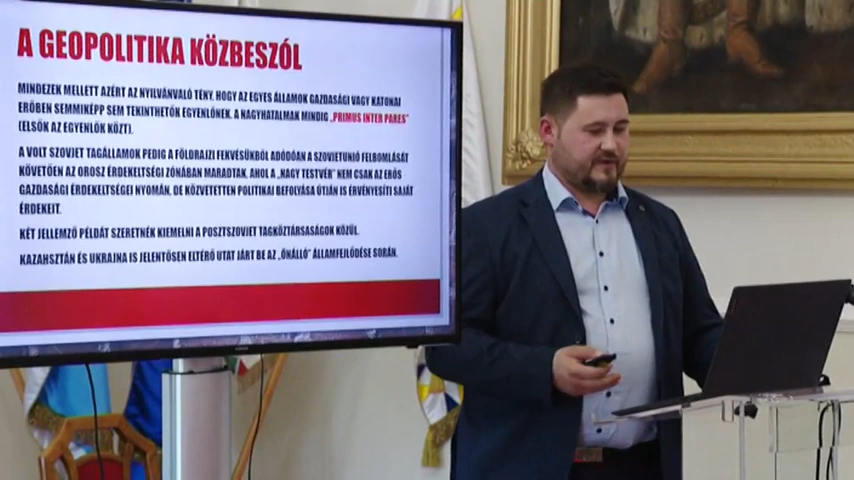 A GEOPOLITIKA KÖZBESZÓL
MINDEZEK MELLETT AZÉRT AZ NYILVÁNVALÓ TÉNY, HOGY AZ EGYES ÁLLAMOK GAZDASÁGI VAGY KATONAI
ERŐBEN SEMMIKÉPP SEM TEKINTHETŐK EGYENLŐNEK. A NAGYHATALMAK MINDIG „PRIMUS INTER PARES"
(ELSŐK AZ EGYENLŐK KÖZT).
A VOLT SZOVJET TAGÁLLAMOK PEDIG A FÖLDRAJZI FEKVÉSÜKBŐL ADÓDÓAN A SZOVJETUNIÓ FELBOMLÁSÁT
KÖVETŐEN AZ OROSZ ÉRDEKELTSÉGI ZÓNÁBAN MARADTAK, AHOL A „NAGY TESTVÉR" NEM CSAK AZ ERŐS
GAZDASÁGI ÉRDEKELTSÉGEI NYOMÁN, DE KÖZVETETTEN POLITIKAI BEFOLYÁSA ÚTJÁN IS ÉRVÉNYESÍTI SAJÁT
ÉRDEKEIT.
KÉT JELLEMZŐ PÉLDÁT SZERETNÉK KIEMELNI A POSZTSZOVJET TAGKÖZTÁRSASÁGOK KÖZÜL.
KAZAHSZTÁN ÉS UKRAJNA IS JELENTŐSEN ELTÉRŐ UTAT JÁRT BE AZ „ÖNÁLLÓ" ÁLLAMFEJLŐDÉSE SORÁN.